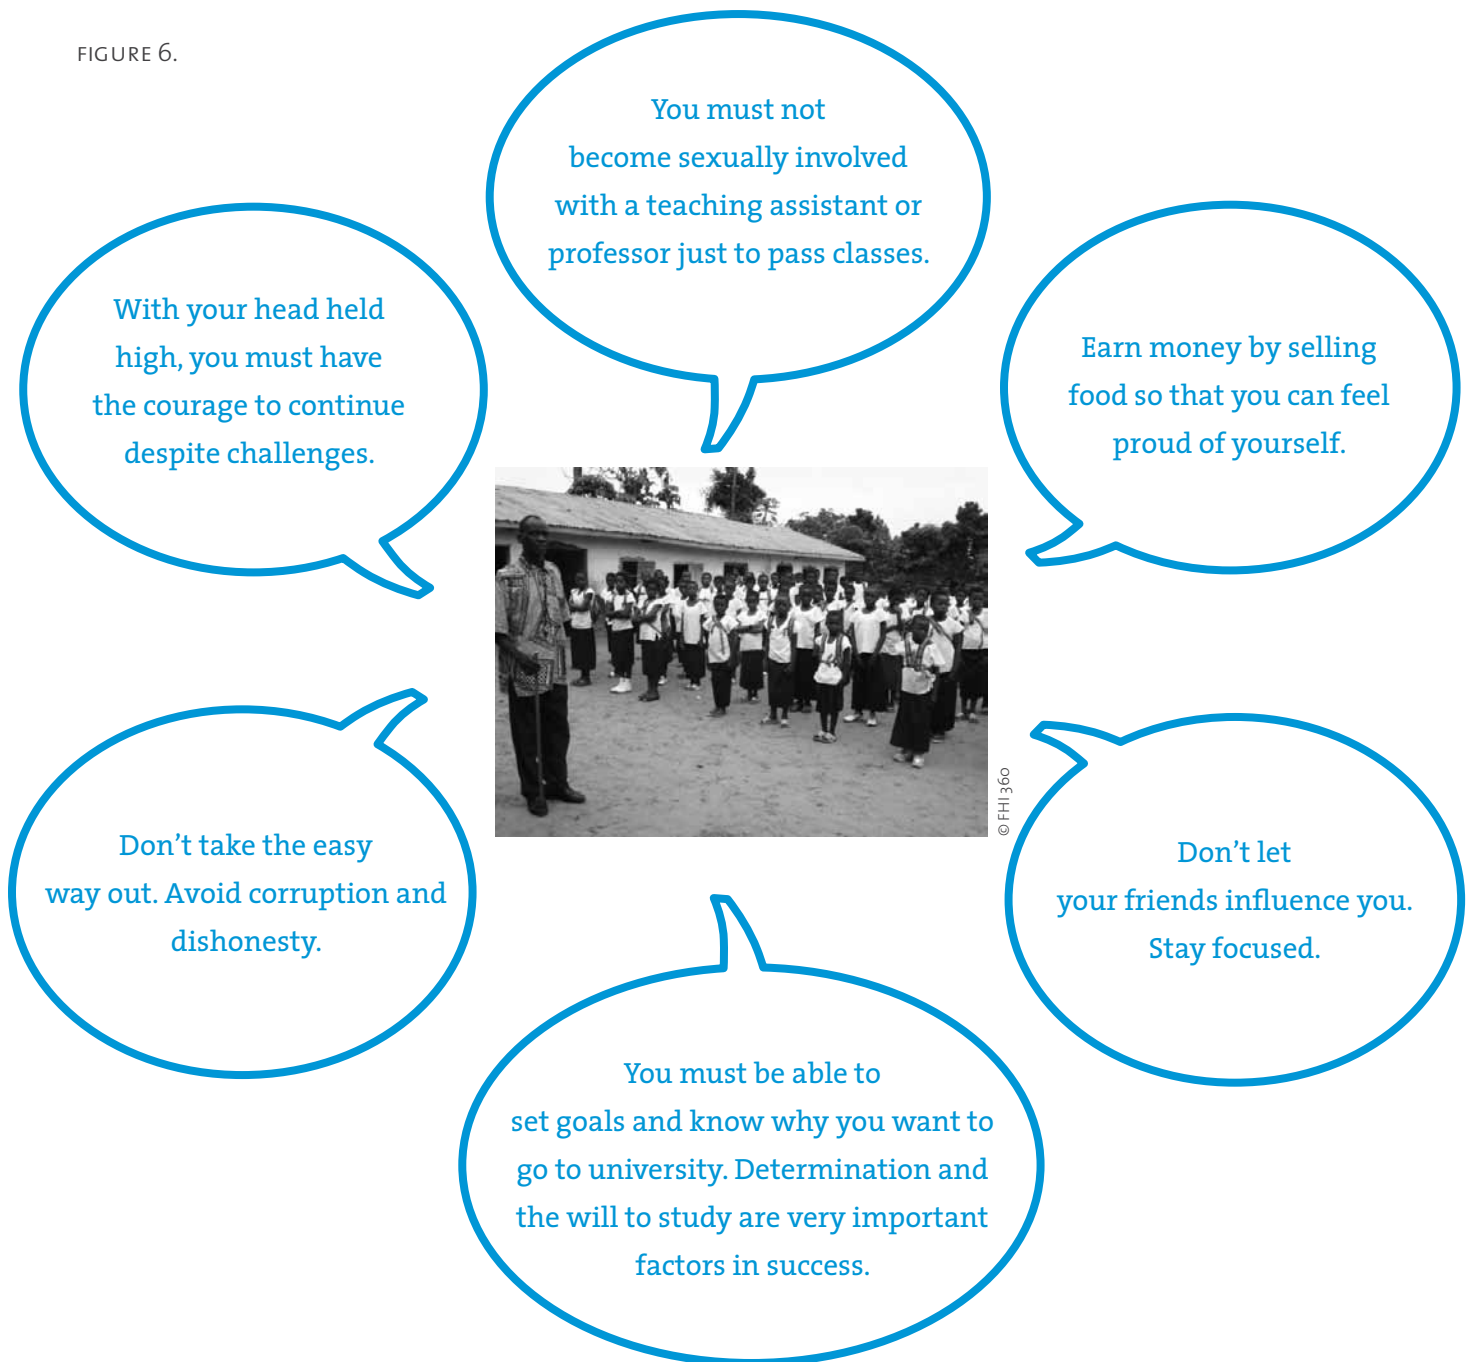 FIGURE 6.
You must not
become sexually involved
with a teaching assistant or
professor just to pass classes.
With your head held
high, you must have
the courage to continue
despite challenges.
Earn money by selling
food so that you can feel
proud of yourself.
© FHI 360
Don’t take the easy
way out. Avoid corruption and
dishonesty.
Don’t let
your friends influence you.
Stay focused.
You must be able to
set goals and know why you want to
go to university. Determination and
the will to study are very important
factors in success.